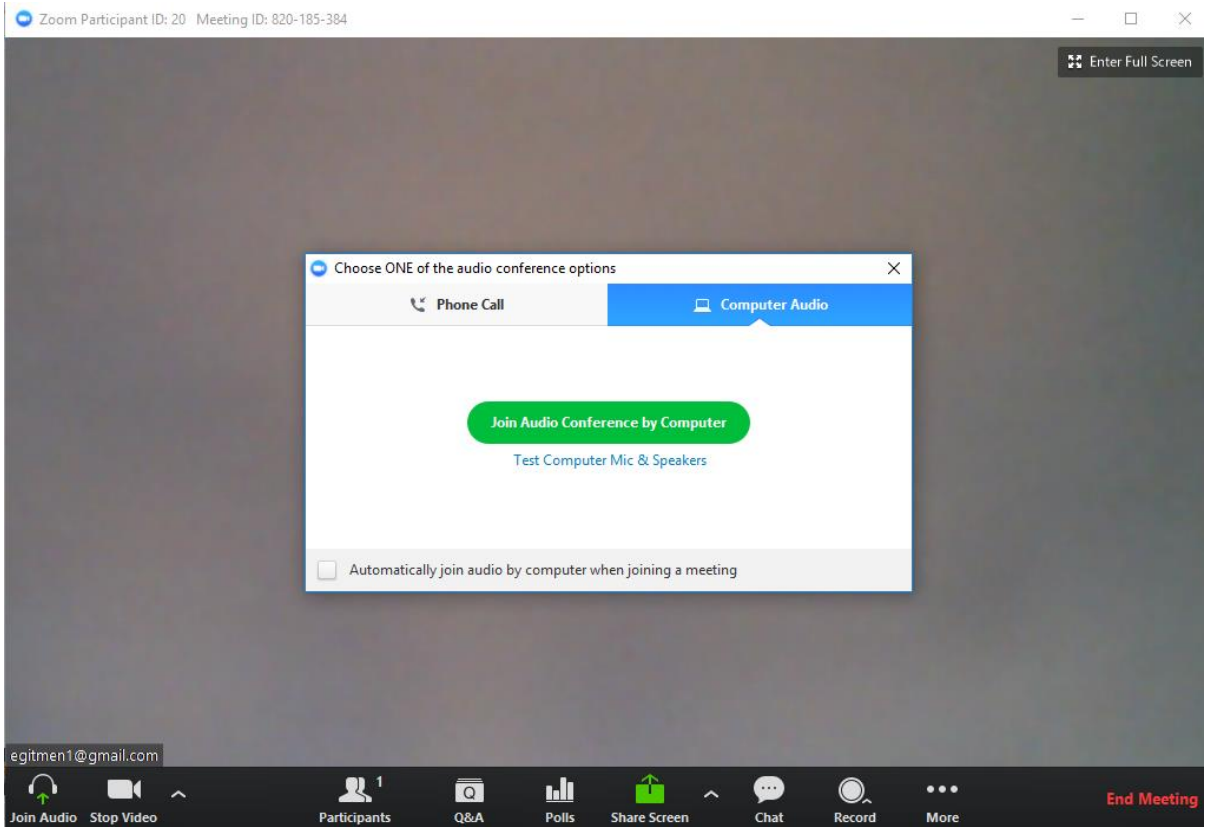 Zoom Participant ID: 20 Meeting ID: 820-185-384
Enter Full Screen
Choose ONE of the audio conference options
Phone Call
Computer Audio
Join Audio Conference by Computer
Test Computer Mic & Speakers
Automatically join audio by computer when joining a meeting
egitmen1@gmail.com
Join Audio Stop Video Participants 1 Q&A Polls Share Screen Chat Record More End Meeting